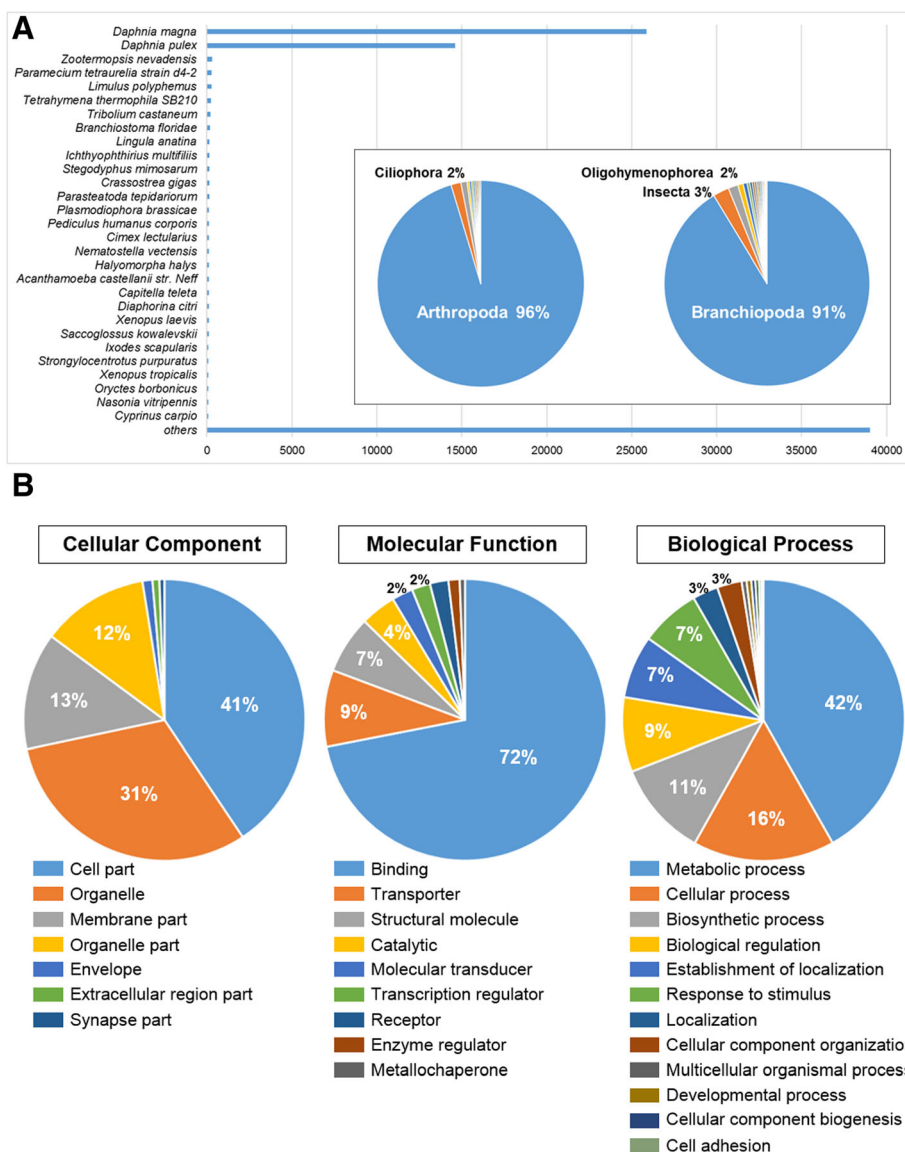 A
Daphnia magna
Daphnia pulex
Zootermopsis nevadensis
Paramecium tetraurelia strain d4-2
Limulus polyphemus
Tetrahymena thermophila SB210
Tribolium castaneum
Branchiostoma floridae
Lingula anatina
Ichthyophthirius multifiliis
Stegodyphus mimosarum
Crassostrea gigas
Parasteatoda tepidariorum
Plasmodiophora brassicae
Pediculus humanus corporis
Cimex lectularius
Nematostella vectensis
Halyomorpha halys
Acanthamoeba castellanii str. Neff
Capitella teleta
Diaphorina citri
Xenopus laevis
Saccoglossus kowalevskii
Ixodes scapularis
Strongylocentrotus purpuratus
Xenopus tropicalis
Oryctes borbonicus
Nasonia vitripennis
Cyprinus carpio
others
0 5000 10000 15000 20000 25000 30000 35000 40000
Ciliophora 2%
Arthropoda 96%
Oligohymenophorea 2%
Insecta 3%
Branchiopoda 91%
B
Cellular Component
41%
31%
13%
12%
Cell part
Organelle
Membrane part
Organelle part
Envelope
Extracellular region part
Synapse part
Molecular Function
2%
2%
4%
7%
9%
72%
Binding
Transporter
Structural molecule
Catalytic
Molecular transducer
Transcription regulator
Receptor
Enzyme regulator
Metallochaperone
Biological Process
3%
3%
7%
7%
9%
11%
16%
42%
Metabolic process
Cellular process
Biosynthetic process
Biological regulation
Establishment of localization
Response to stimulus
Localization
Cellular component organizatio
Multicellular organismal proces
Developmental process
Cellular component biogenesis
Cell adhesion